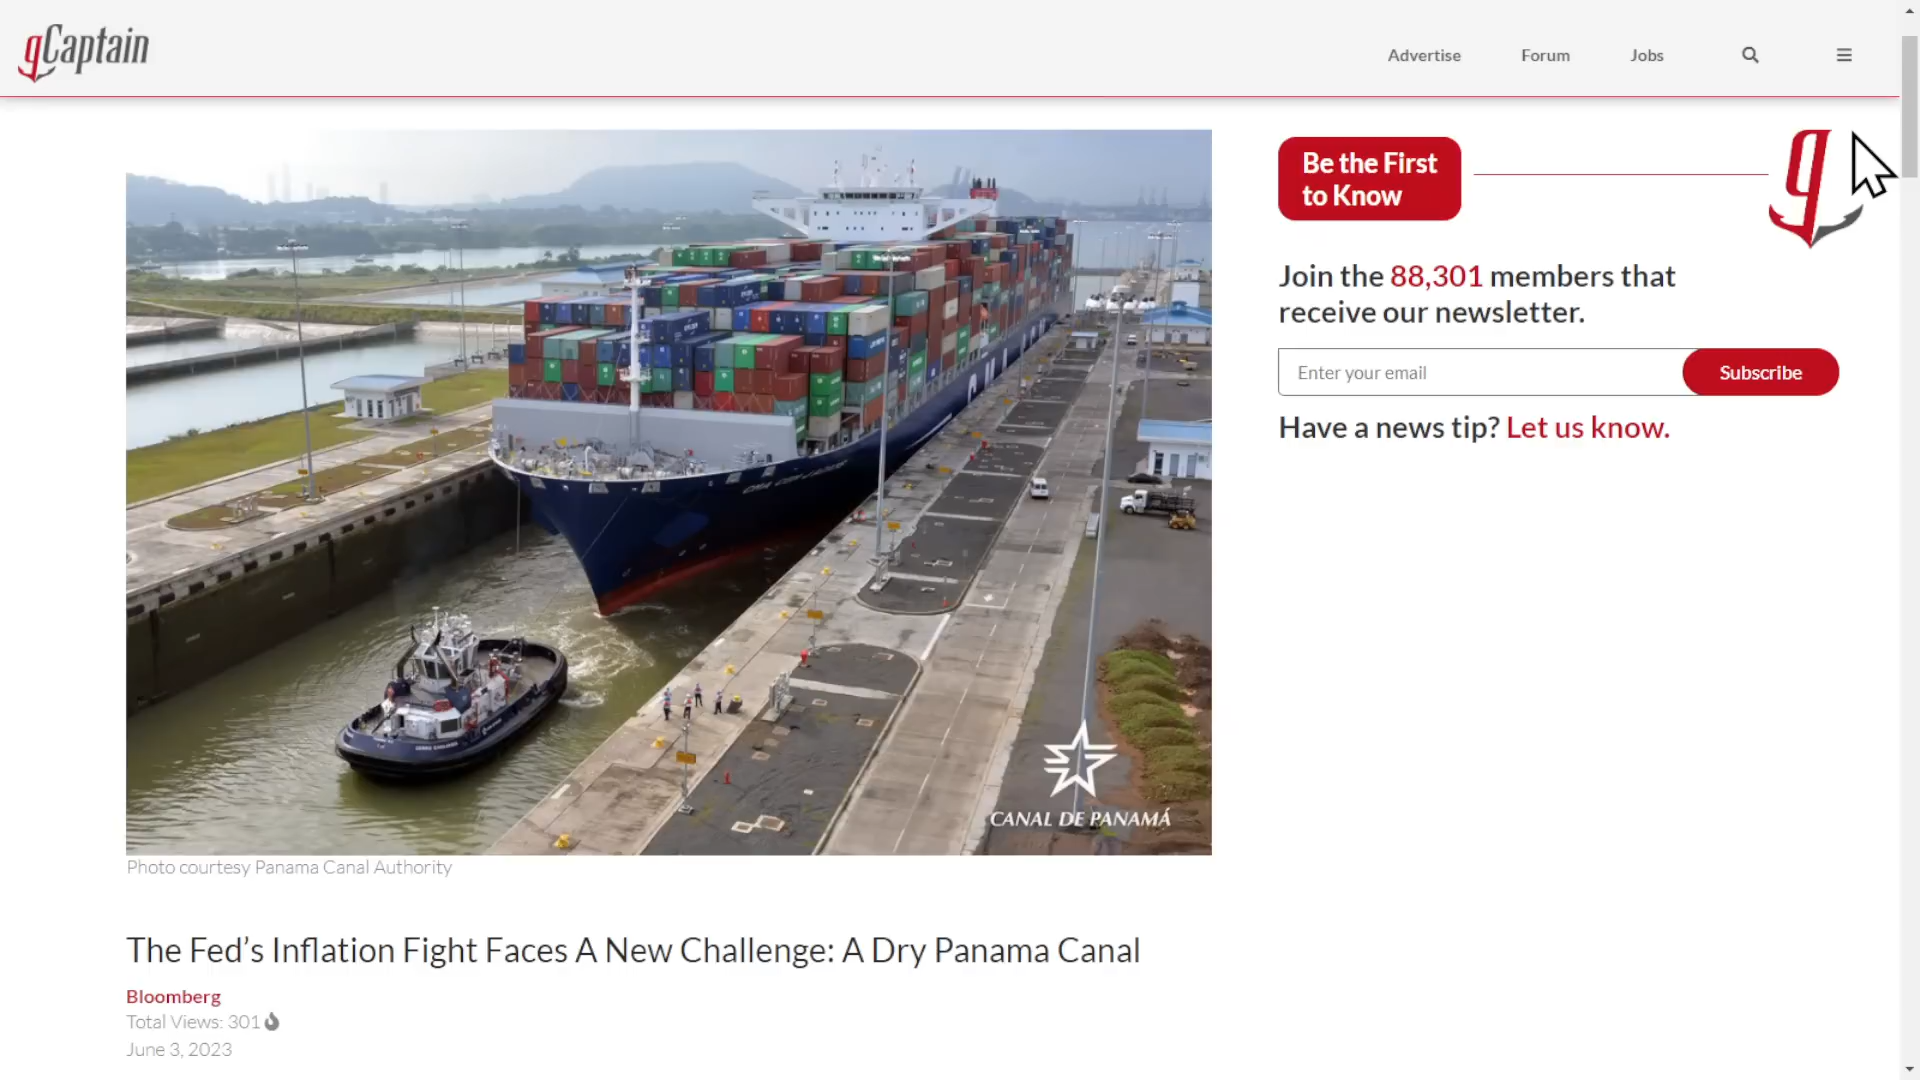 gCaptain
Advertise
Forum
Jobs
Be the First
to Know
Join the 88,301 members that
receive our newsletter.
Enter your email
Subscribe
Have a news tip? Let us know.
CANAL DE PANAMÁ
Photo courtesy Panama Canal Authority
The Fed’s Inflation Fight Faces A New Challenge: A Dry Panama Canal
Bloomberg
Total Views: 301
June 3, 2023